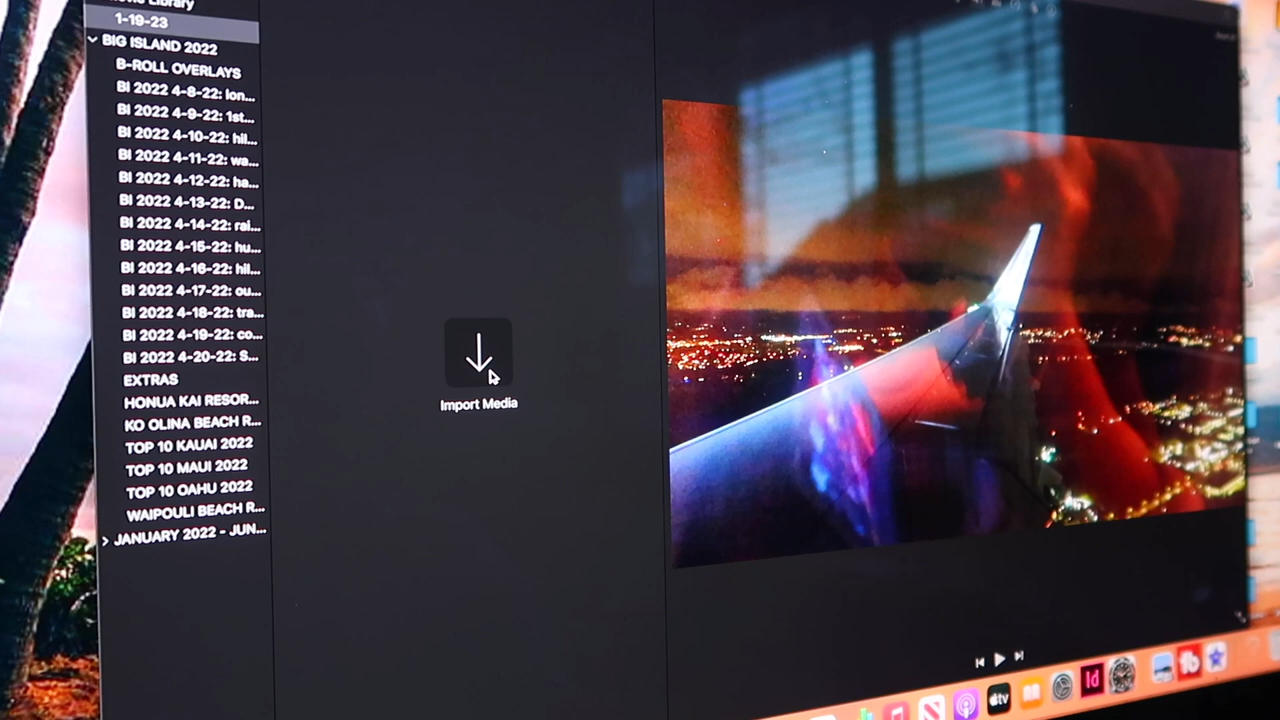 Library
1-19-23
BIG ISLAND 2022
B-ROLL OVERLAYS
BI 2022 4-8-22: lon...
BI 2022 4-9-22: 1st...
BI 2022 4-10-22: hil...
BI 2022 4-11-22: wa...
BI 2022 4-12-22: ha...
BI 2022 4-13-22: D...
BI 2022 4-14-22: rai...
BI 2022 4-15-22: hu...
BI 2022 4-16-22: hil...
BI 2022 4-17-22: ou...
BI 2022 4-18-22: tra...
BI 2022 4-19-22: co...
BI 2022 4-20-22: S...
EXTRAS
HONUA KAI RESOR...
KO OLINA BEACH R...
TOP 10 KAUAI 2022
TOP 10 MAUI 2022
TOP 10 OAHU 2022
WAIPOULI BEACH R...
JANUARY 2022 - JUN...
Import Media
tv
Id